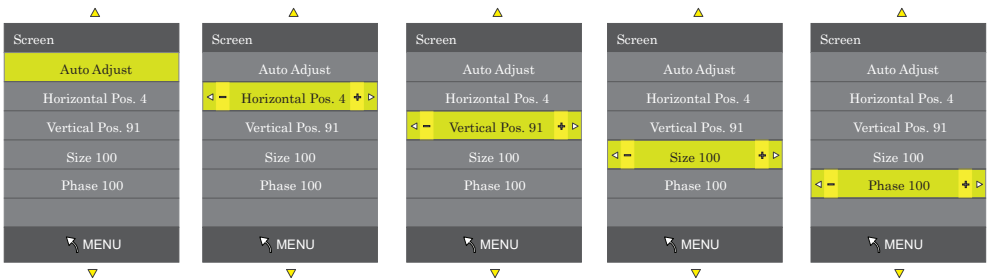 Screen
Auto Adjust
Horizontal Pos. 4
Vertical Pos. 91
Size 100
Phase 100
MENU
Screen
Auto Adjust
− Horizontal Pos. 4 +
Vertical Pos. 91
Size 100
Phase 100
MENU
Screen
Auto Adjust
Horizontal Pos. 4
− Vertical Pos. 91 +
Size 100
Phase 100
MENU
Screen
Auto Adjust
Horizontal Pos. 4
Vertical Pos. 91
− Size 100 +
Phase 100
MENU
Screen
Auto Adjust
Horizontal Pos. 4
Vertical Pos. 91
Size 100
− Phase 100 +
MENU